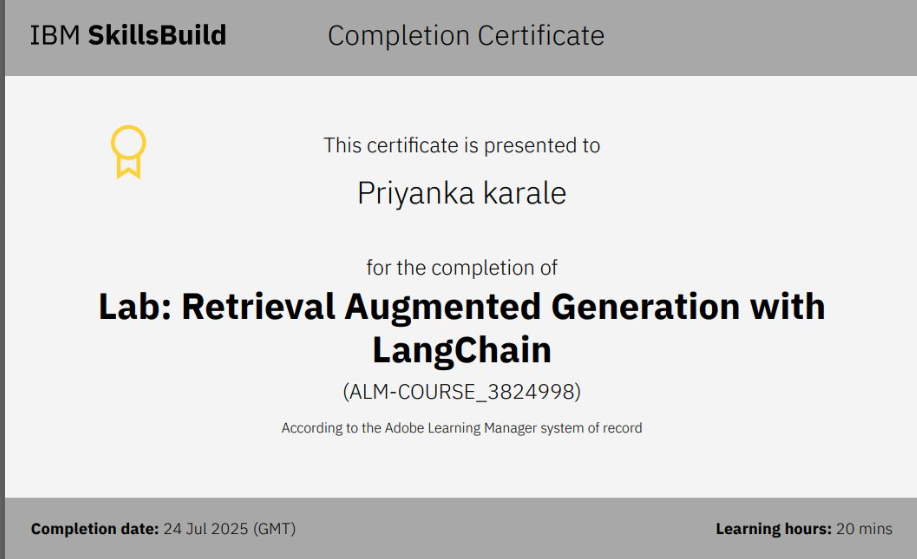 IBM SkillsBuild
Completion Certificate
This certificate is presented to
Priyanka karale
for the completion of
Lab: Retrieval Augmented Generation with
LangChain
(ALM-COURSE_3824998)
According to the Adobe Learning Manager system of record
Completion date: 24 Jul 2025 (GMT)
Learning hours: 20 mins